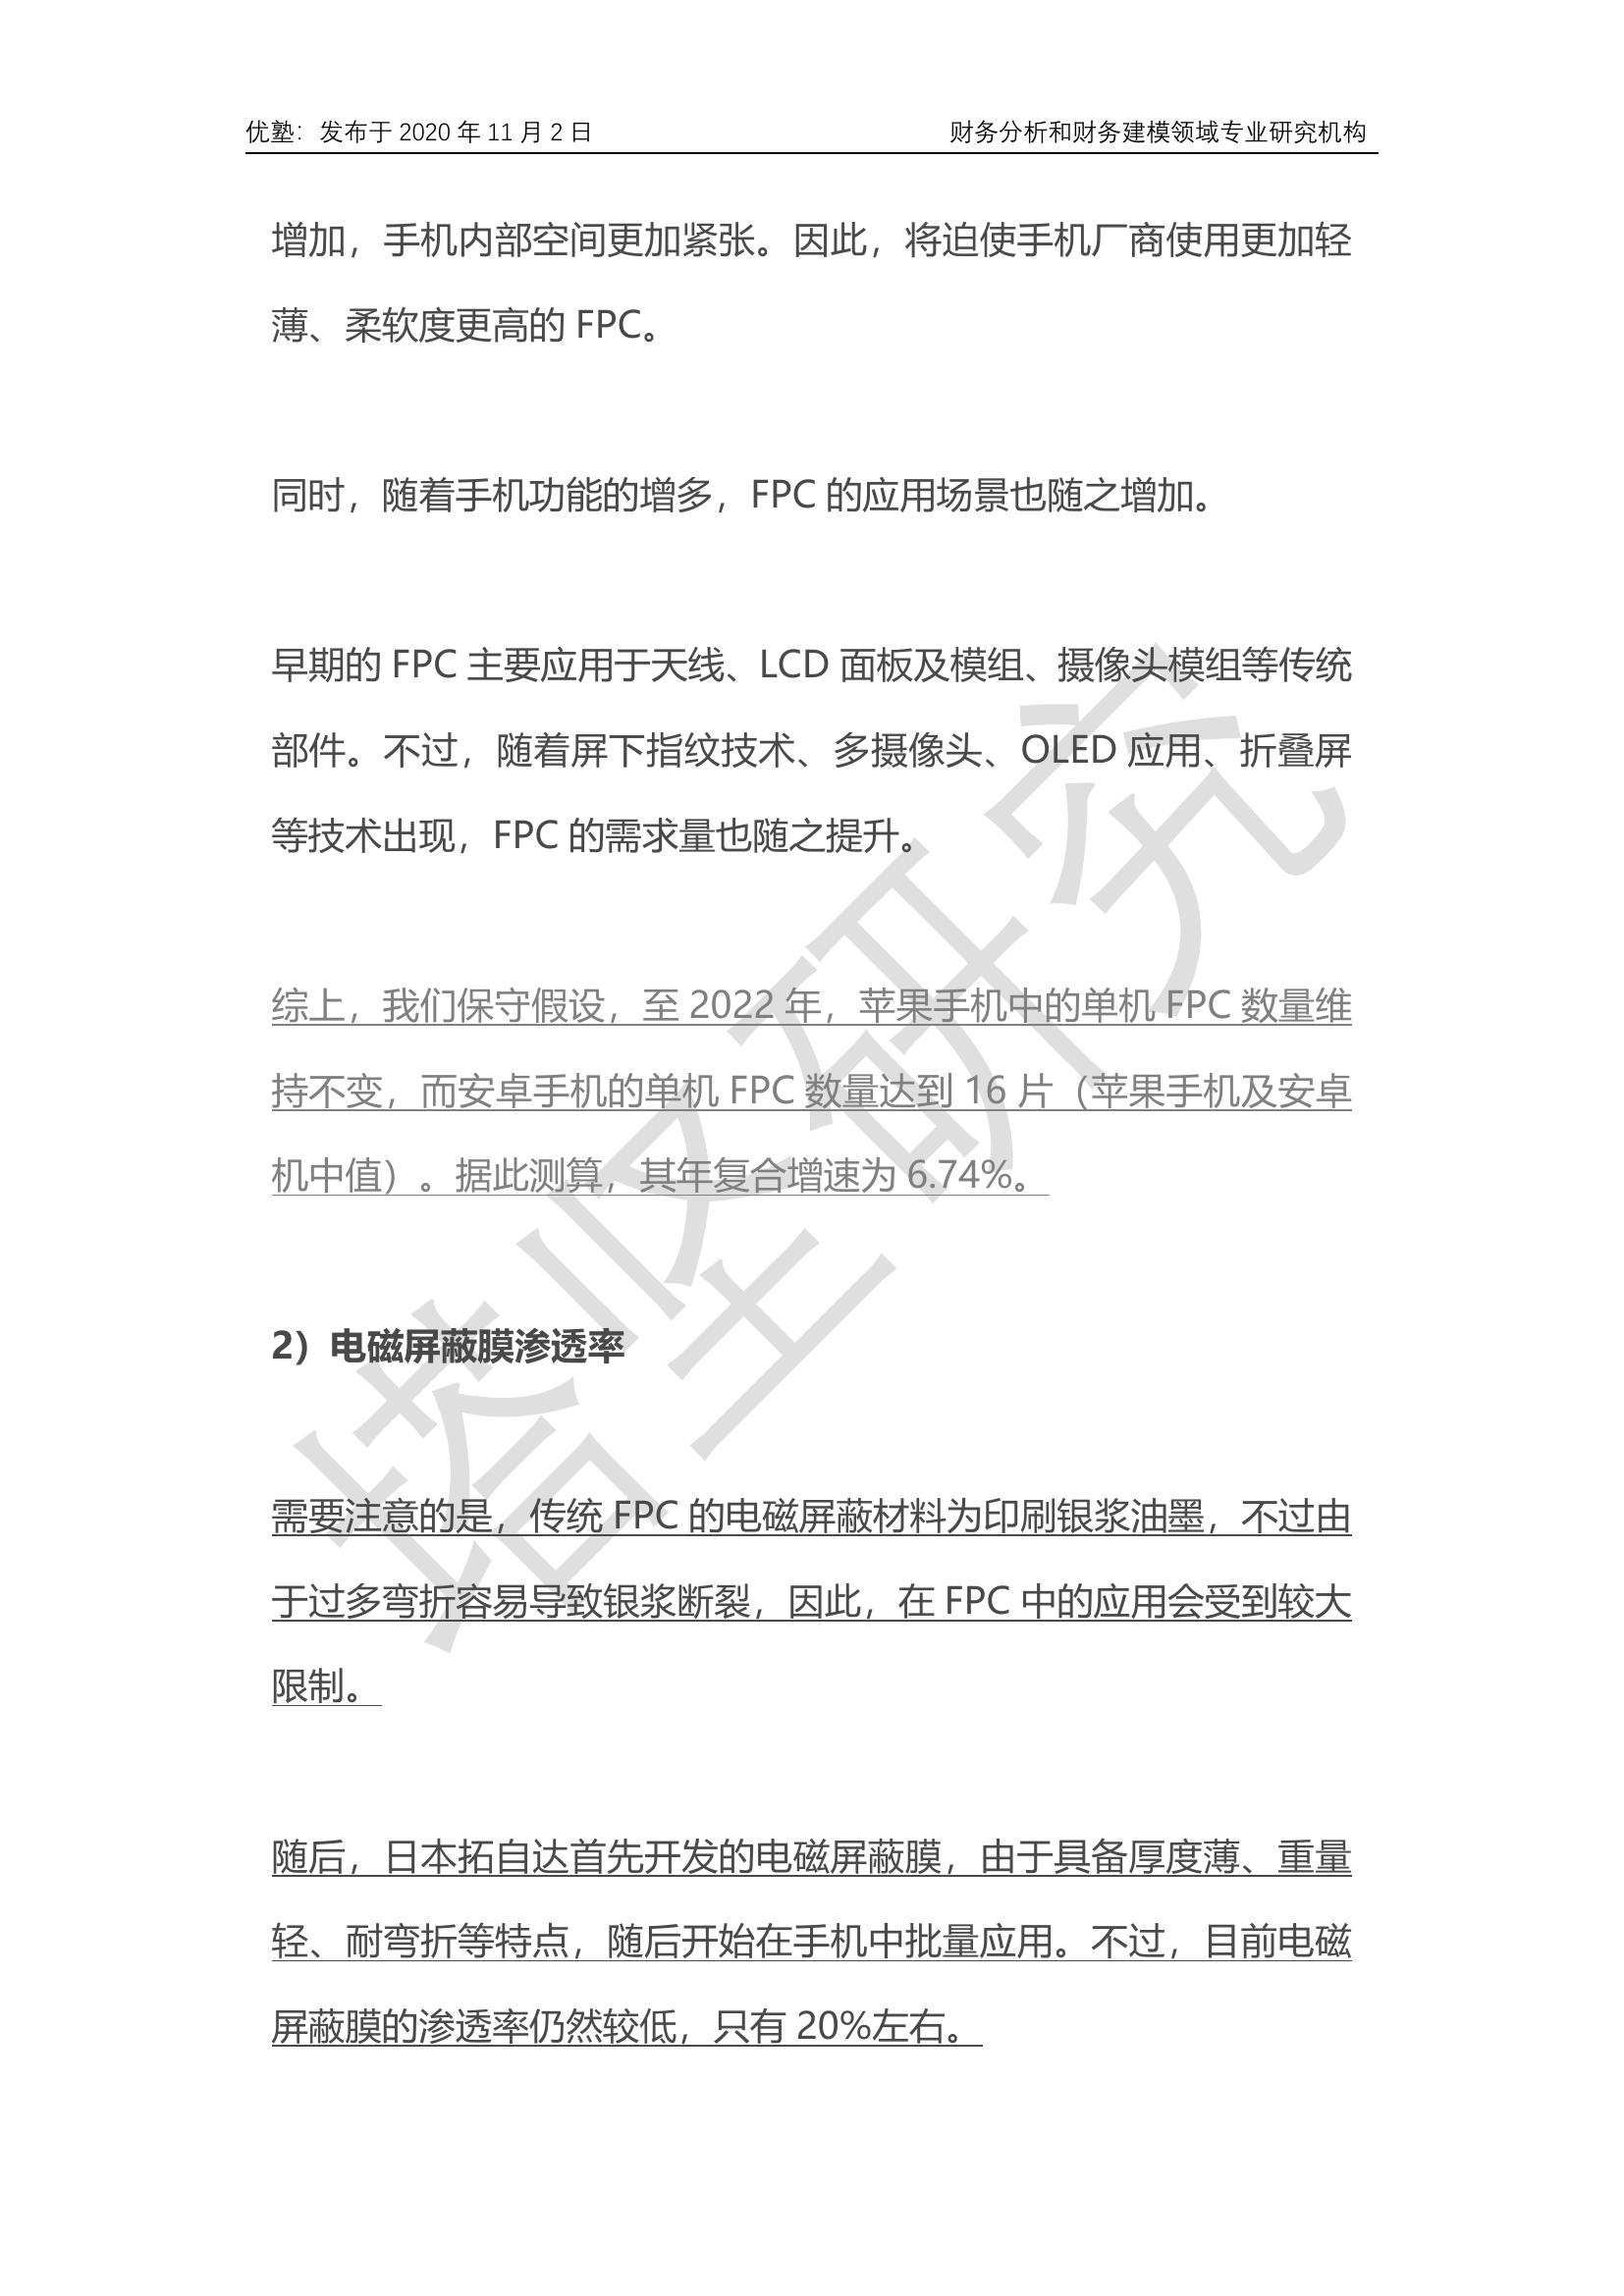 优塾：发布于 2020 年 11 月 2 日 财务分析和财务建模领域专业研究机构
增加，手机内部空间更加紧张。因此，将迫使手机厂商使用更加轻
薄、柔软度更高的 FPC。
同时，随着手机功能的增多，FPC 的应用场景也随之增加。
早期的 FPC 主要应用于天线、LCD 面板及模组、摄像头模组等传统
部件。不过，随着屏下指纹技术、多摄像头、OLED 应用、折叠屏
等技术出现，FPC 的需求量也随之提升。
综上，我们保守假设，至 2022 年，苹果手机中的单机 FPC 数量维
持不变，而安卓手机的单机 FPC 数量达到 16 片（苹果手机及安卓
机中值）。据此测算，其年复合增速为 6.74%。
2）电磁屏蔽膜渗透率
需要注意的是，传统 FPC 的电磁屏蔽材料为印刷银浆油墨，不过由
于过多弯折容易导致银浆断裂，因此，在 FPC 中的应用会受到较大
限制。
随后，日本拓自达首先开发的电磁屏蔽膜，由于具备厚度薄、重量
轻、耐弯折等特点，随后开始在手机中批量应用。不过，目前电磁
屏蔽膜的渗透率仍然较低，只有 20%左右。
塔坚研究